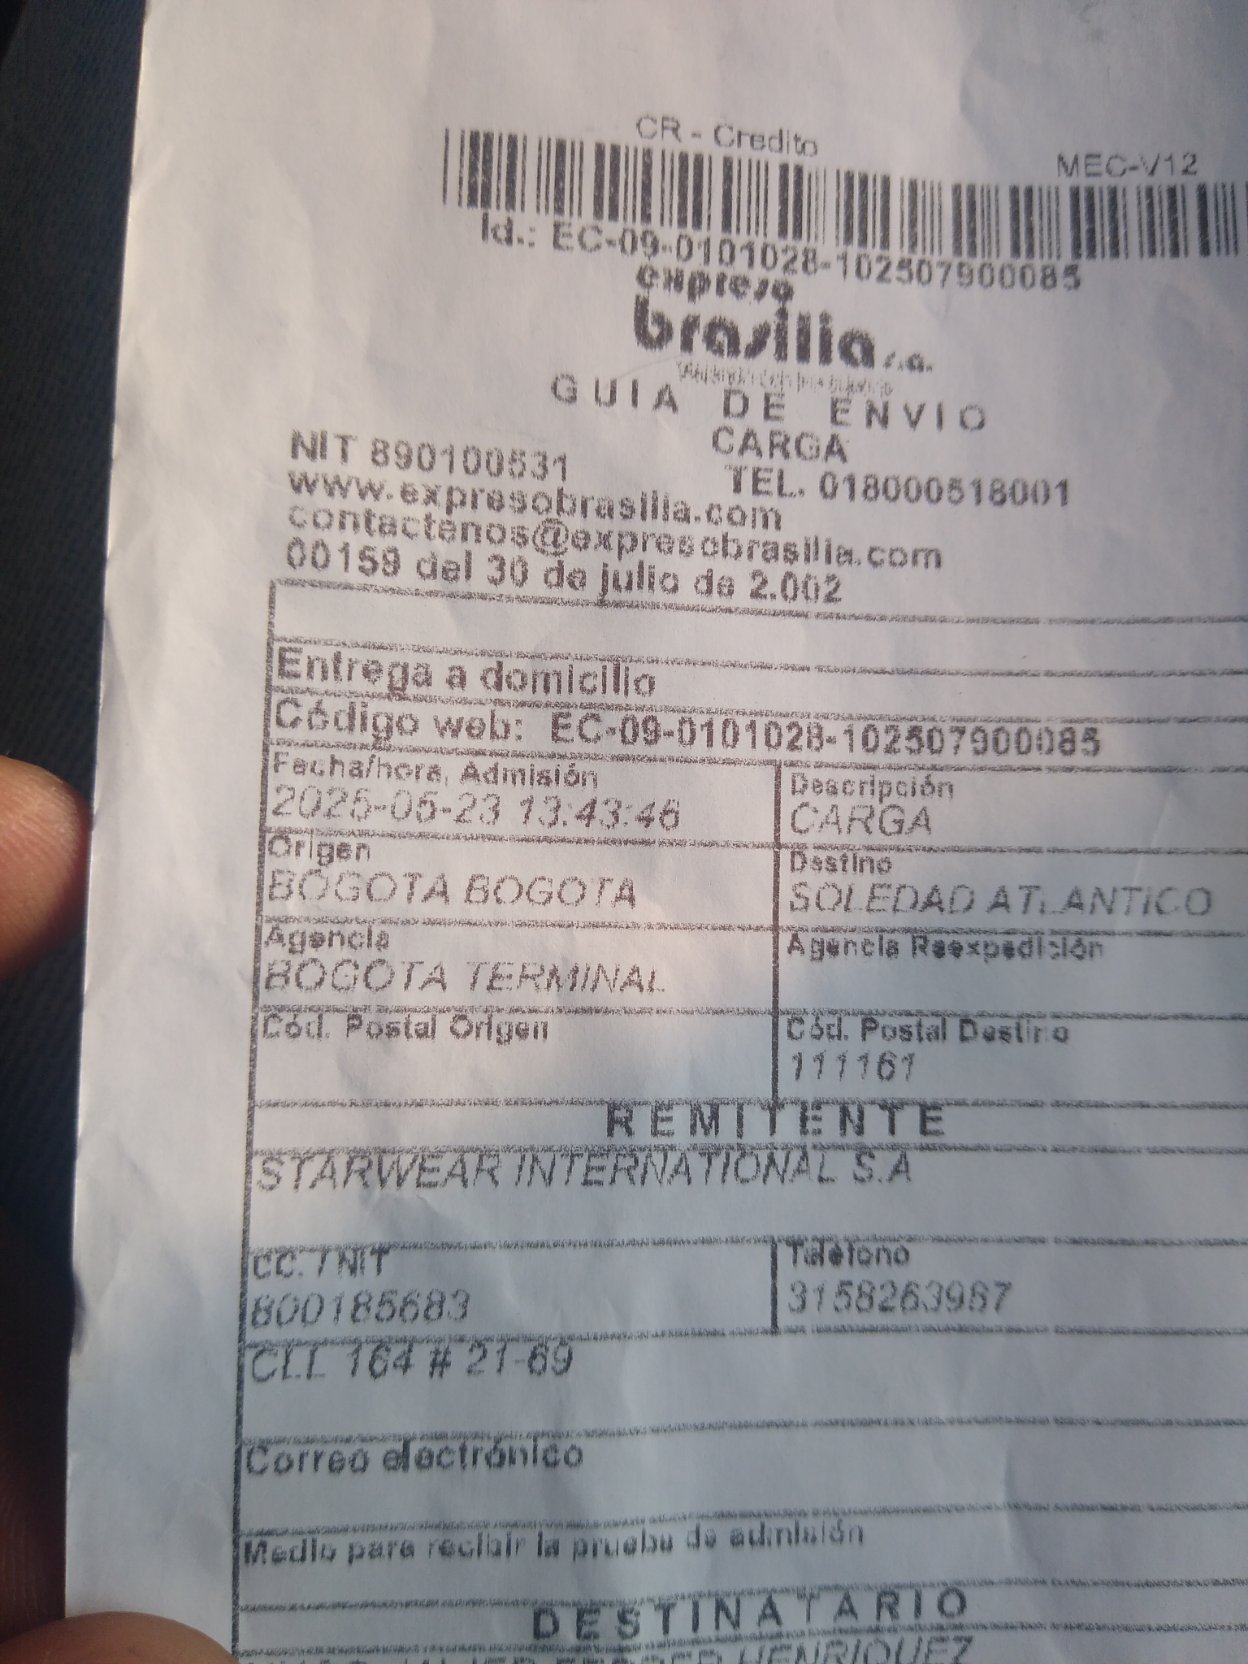 CR - Credito
MEC-V12
Id.: EC-09-0101028-102507900085
expreso
brasilia s.a.
GUIA DE ENVIO
CARGA
NIT 890100531
TEL. 018000518001
www.expresobrasilia.com
contactenos@expresobrasilia.com
00159 del 30 de julio de 2.002
Entrega a domicilio
Código web: EC-09-0101028-102507900085
Fecha/hora, Admisión
Descripción
2025-05-23 13:43:46
CARGA
Origen
Destino
BOGOTA BOGOTA
SOLEDAD ATLANTICO
Agencia
Agencia Reexpedición
BOGOTA TERMINAL
Cód. Postal Origen
Cód. Postal Destino
111161
REMITENTE
STARWEAR INTERNATIONAL S.A
CC. / NIT
Teléfono
800185683
3158263987
CLL 164 # 21-69
Correo electrónico
Medio para recibir la prueba de admisión
DESTINATARIO
HENRIQUEZ